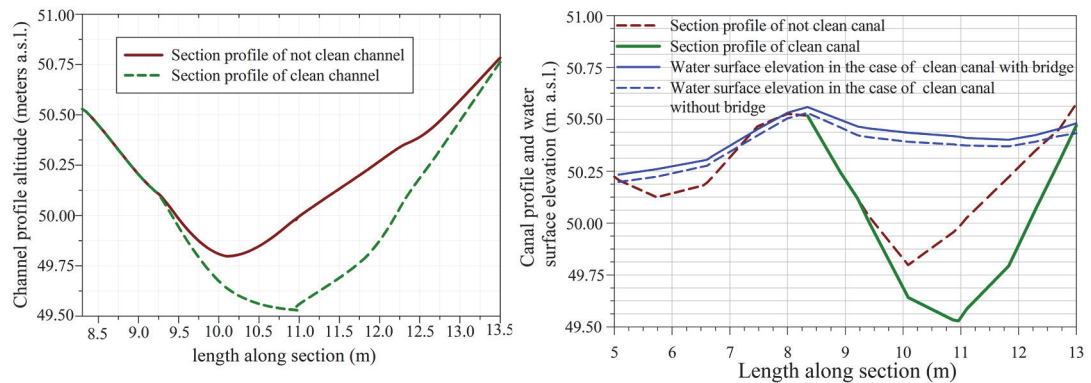 51.00
50.75
50.50
50.25
50.00
49.75
49.50
Channel profile altitude (meters a.s.l.)
Section profile of not clean channel
Section profile of clean channel
8.5 9.0 9.5 10.0 10.5 11.0 11.5 12.0 12.5 13.0 13.5
length along section (m)
51.00
50.75
50.50
50.25
50.00
49.75
49.50
Canal profile and water
surface elevation (m. a.s.l.)
Section profile of not clean canal
Section profile of clean canal
Water surface elevation in the case of clean canal with bridge
Water surface elevation in the case of clean canal
without bridge
5 6 7 8 9 10 11 12 13
Length along section (m)